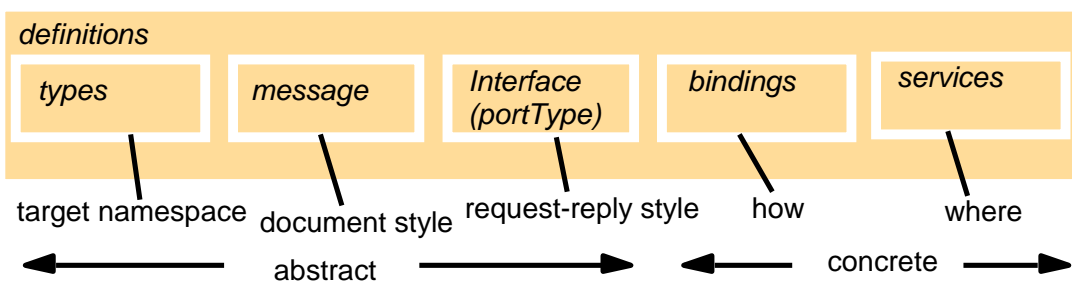 definitions
types
message
Interface
(portType)
bindings
services
target namespace
document style
request-reply style
how
where
abstract
concrete